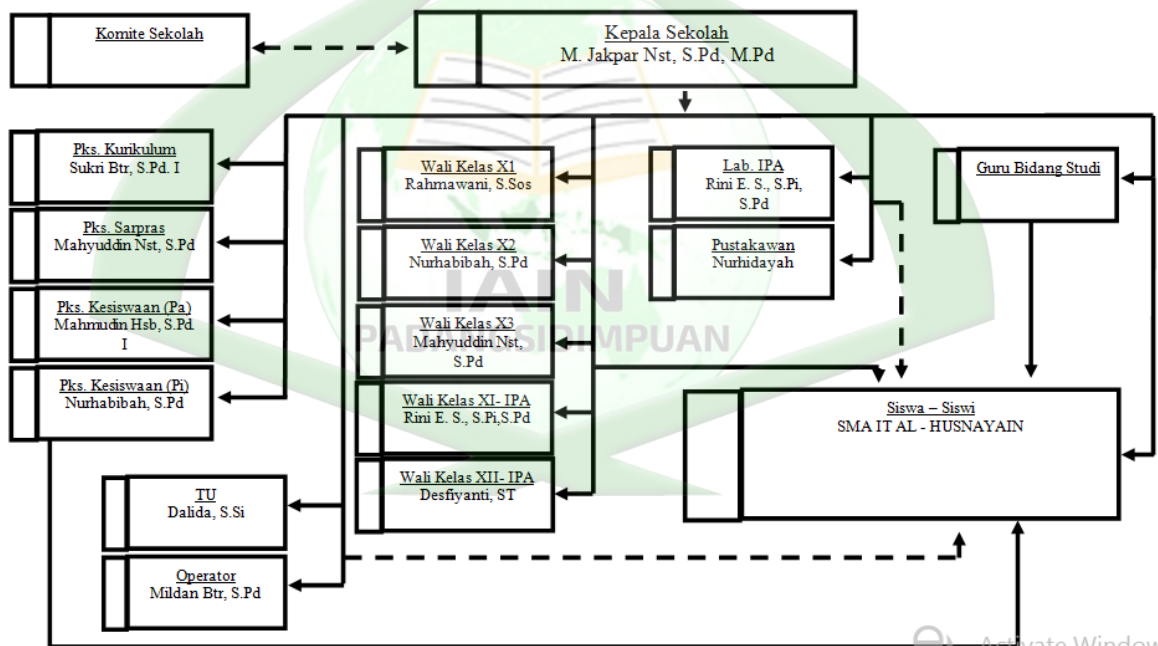 Komite Sekolah
Kepala Sekolah
M. Jakpar Nst, S.Pd, M.Pd
Pks. Kurikulum
Sukri Btr, S.Pd. I
Pks. Sarpras
Mahyuddin Nst, S.Pd
Pks. Kesiswaan (Pa)
Mahmudin Hsb, S.Pd.
I
Pks. Kesiswaan (Pi)
Nurhabibah, S.Pd
TU
Dalida, S.Si
Operator
Mildan Btr, S.Pd
Wali Kelas X1
Rahmawani, S.Sos
Wali Kelas X2
Nurhabibah, S.Pd
Wali Kelas X3
Mahyuddin Nst,
S.Pd
Wali Kelas XI- IPA
Rini E. S., S.Pi,S.Pd
Wali Kelas XII- IPA
Desfiyanti, ST
Lab. IPA
Rini E. S., S.Pi,
S.Pd
Pustakawan
Nurhidayah
Guru Bidang Studi
Siswa – Siswi
SMA IT AL - HUSNAYAIN
IAIN
PADANGSIDIMPUAN
Activate Window